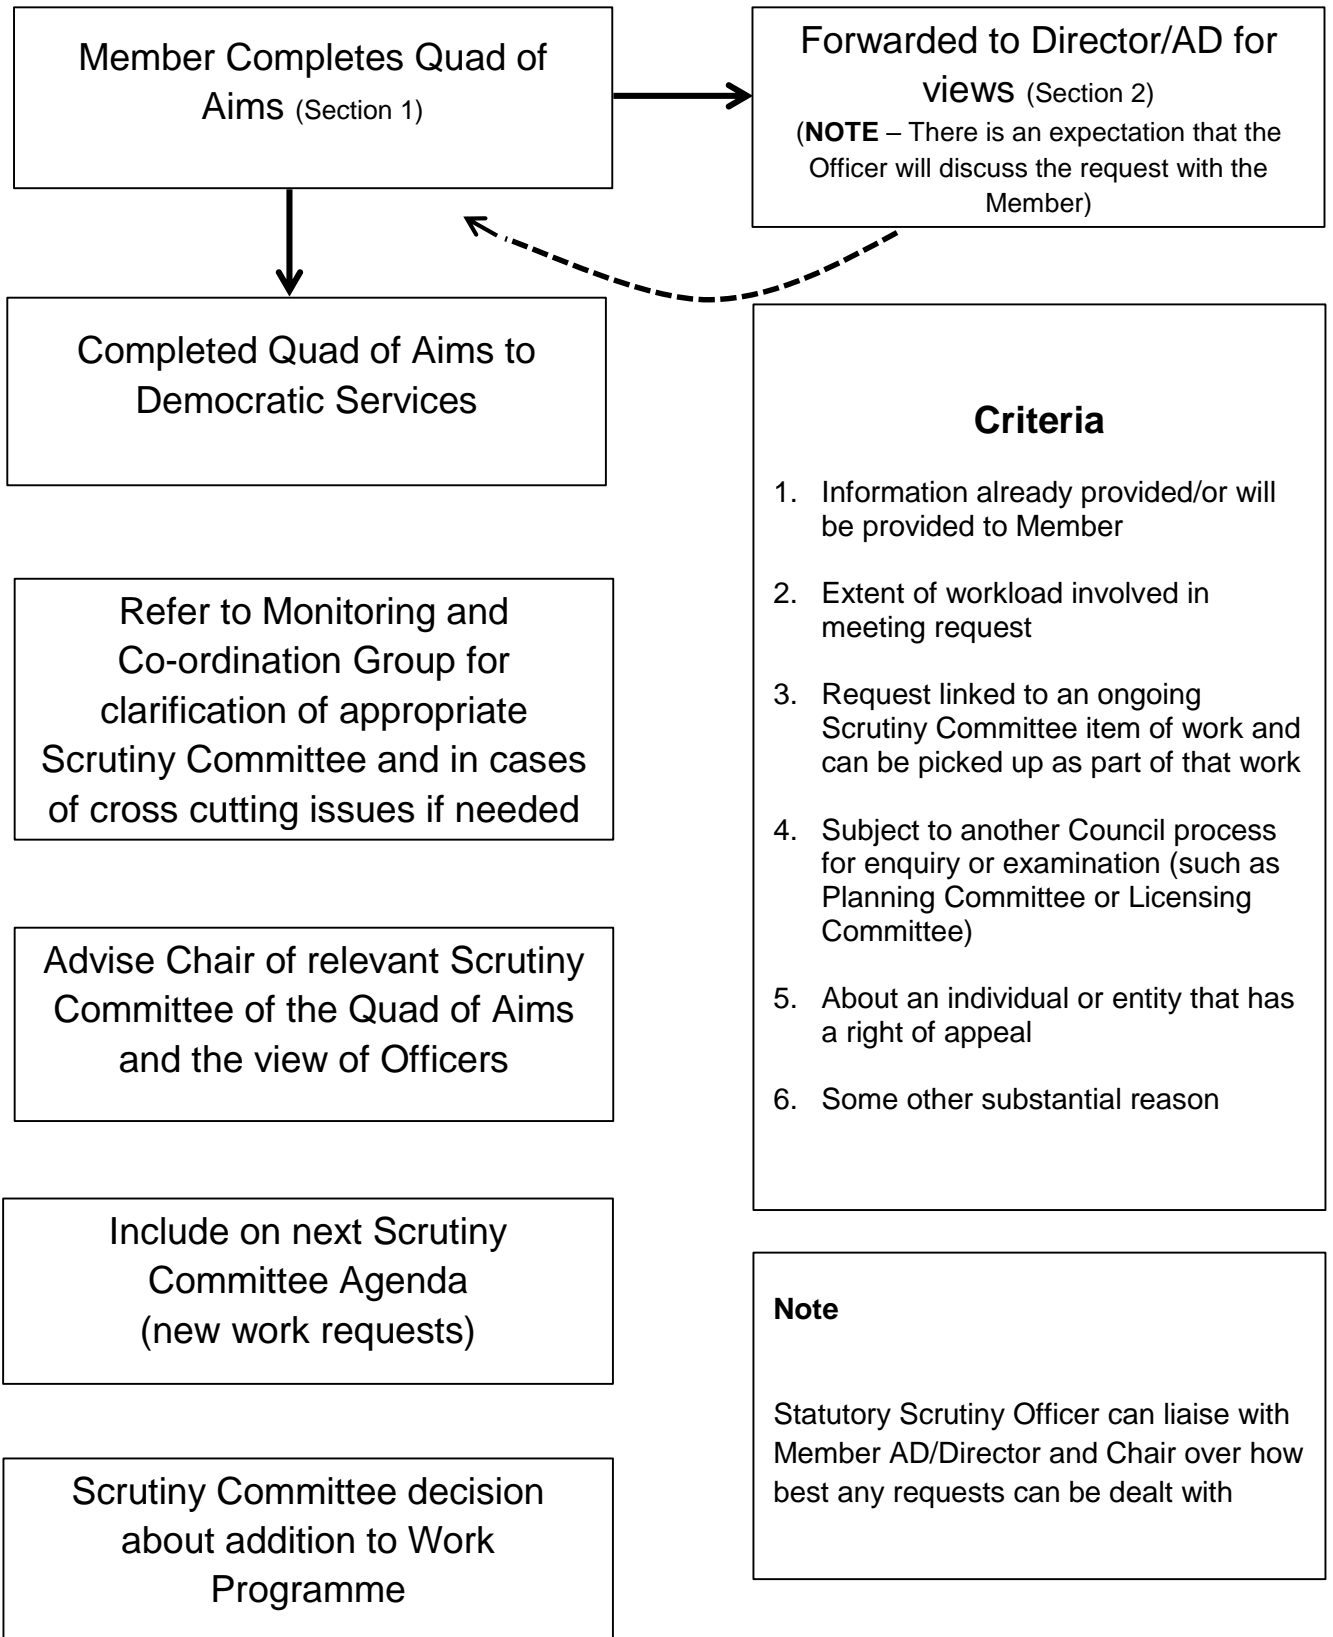 Member Completes Quad of
Aims (Section 1)
Forwarded to Director/AD for
views (Section 2)
(NOTE – There is an expectation that the
Officer will discuss the request with the
Member)
Completed Quad of Aims to
Democratic Services
Refer to Monitoring and
Co-ordination Group for
clarification of appropriate
Scrutiny Committee and in cases
of cross cutting issues if needed
Advise Chair of relevant Scrutiny
Committee of the Quad of Aims
and the view of Officers
Include on next Scrutiny
Committee Agenda
(new work requests)
Scrutiny Committee decision
about addition to Work
Programme
Criteria
1. Information already provided/or will
be provided to Member
2. Extent of workload involved in
meeting request
3. Request linked to an ongoing
Scrutiny Committee item of work and
can be picked up as part of that work
4. Subject to another Council process
for enquiry or examination (such as
Planning Committee or Licensing
Committee)
5. About an individual or entity that has
a right of appeal
6. Some other substantial reason
Note
Statutory Scrutiny Officer can liaise with
Member AD/Director and Chair over how
best any requests can be dealt with